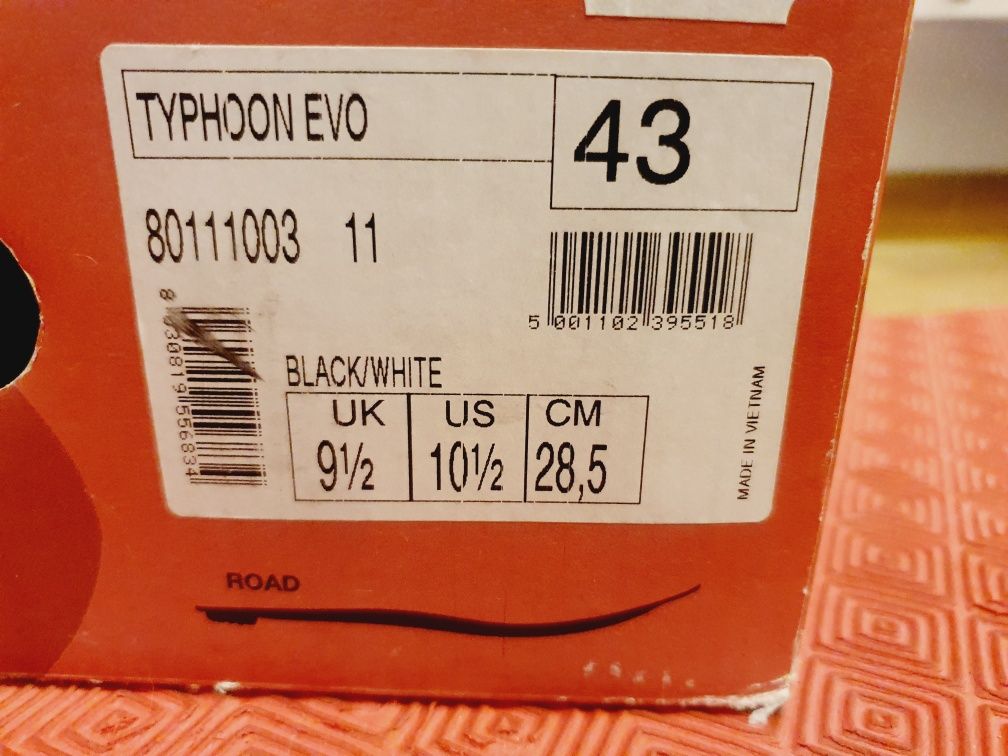 TYPHOON EVO
43
80111003 11
5 001102 395518
BLACK/WHITE
UK US CM
9½ 10½ 28,5
MADE IN VIETNAM
ROAD